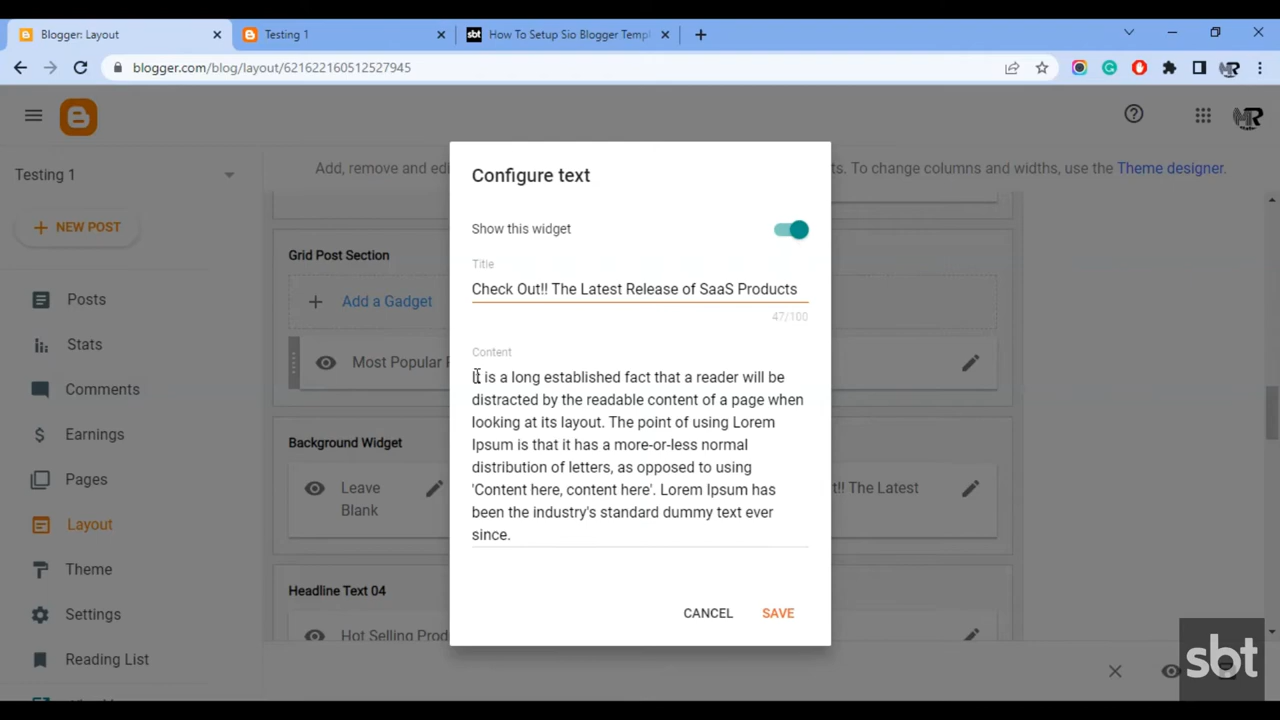 Blogger: Layout
Testing 1
sbt
How To Setup Sio Blogger Templ
blogger.com/blog/layout/621622160512527945
MR
Testing 1
Add, remove and edi
ts. To change columns and widths, use the Theme designer.
NEW POST
Posts
Stats
Comments
Earnings
Pages
Layout
Theme
Settings
Reading List
Grid Post Section
Add a Gadget
Most Popular
Background Widget
Leave
Blank
t!! The Latest
Headline Text 04
Hot Selling Prod
Configure text
Show this widget
Title
Check Out!! The Latest Release of SaaS Products
47/100
Content
It is a long established fact that a reader will be
distracted by the readable content of a page when
looking at its layout. The point of using Lorem
Ipsum is that it has a more-or-less normal
distribution of letters, as opposed to using
'Content here, content here'. Lorem Ipsum has
been the industry's standard dummy text ever
since.
CANCEL
SAVE
sbt